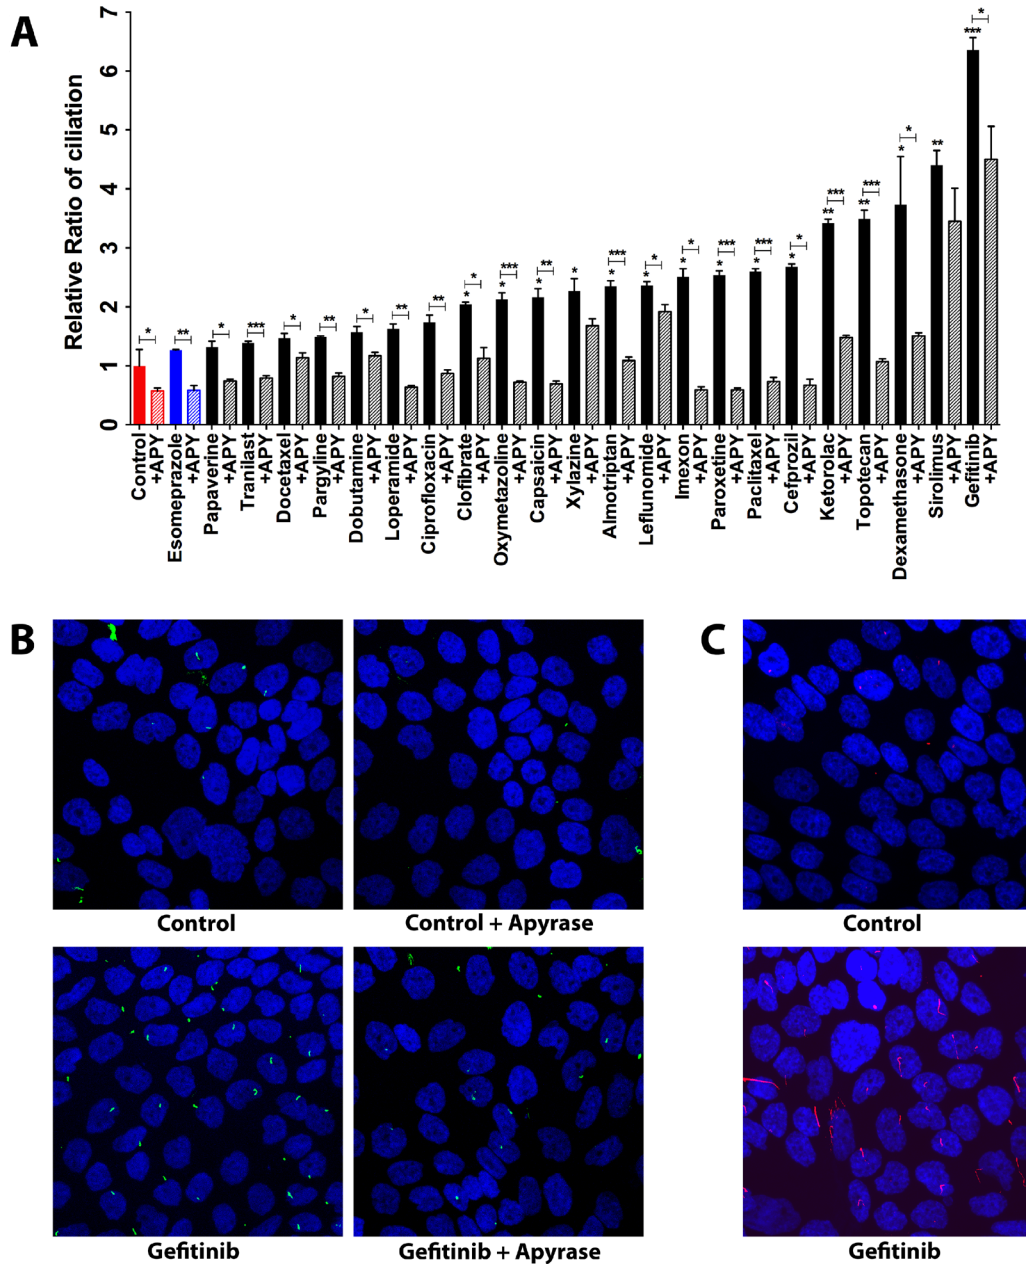 A
Relative Ratio of ciliation
7
6
5
4
3
2
1
0
* ** * *** * ** * ** ** * *** ** *** * * *** *** * *** *** * *
* * * * * * * * * * ** ** * ** ***
Control
+APY
Esomeprazole
+APY
Papaverine
+APY
Tranilast
+APY
Docetaxel
+APY
Pargyline
+APY
Dobutamine
+APY
Loperamide
+APY
Ciprofloxacin
+APY
Clofibrate
+APY
Oxymetazoline
+APY
Capsaicin
+APY
Xylazine
+APY
Almotriptan
+APY
Leflunomide
+APY
Imexon
+APY
Paroxetine
+APY
Paclitaxel
+APY
Cefprozil
+APY
Ketorolac
+APY
Topotecan
+APY
Dexamethasone
+APY
Sirolimus
+APY
Gefitinib
+APY
B
Control
Control + Apyrase
Gefitinib
Gefitinib + Apyrase
C
Control
Gefitinib